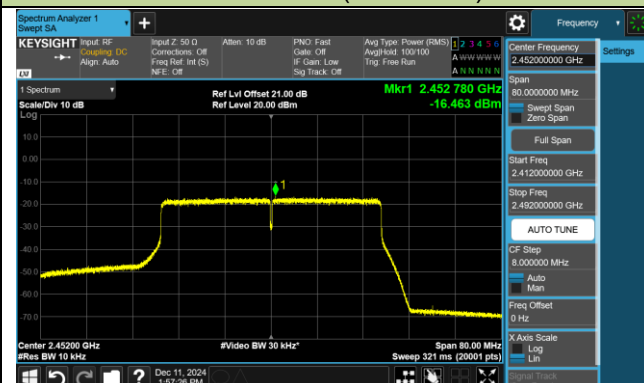 Spectrum Analyzer 1
Swept SA
+
Frequency
KEYSIGHT
Input: RF
Coupling: DC
Align: Auto
Input Z: 50 Ω
Corrections: Off
Freq Ref: Int (S)
NFE: Off
Atten: 10 dB
PNO: Fast
Gate: Off
IF Gain: Low
Sig Track: Off
Avg Type: Power (RMS)
Avg|Hold: 100/100
Trig: Free Run
1 2 3 4 5 6
A W W W W W
A N N N N N
LXI
1 Spectrum
Scale/Div 10 dB
Log
Ref Lvl Offset 21.00 dB
Ref Level 20.00 dBm
Mkr1 2.452 780 GHz
-16.463 dBm
1
10.0
0.00
-10.0
-20.0
-30.0
-40.0
-50.0
-60.0
-70.0
Center 2.45200 GHz
#Res BW 10 kHz
#Video BW 30 kHz*
Span 80.00 MHz
Sweep 321 ms (20001 pts)
Dec 11, 2024
1:57:36 PM
Center Frequency
2.452000000 GHz
Settings
Span
80.0000000 MHz
Swept Span
Zero Span
Full Span
Start Freq
2.412000000 GHz
Stop Freq
2.492000000 GHz
AUTO TUNE
CF Step
8.000000 MHz
Auto
Man
Freq Offset
0 Hz
X Axis Scale
Log
Lin
Signal Track